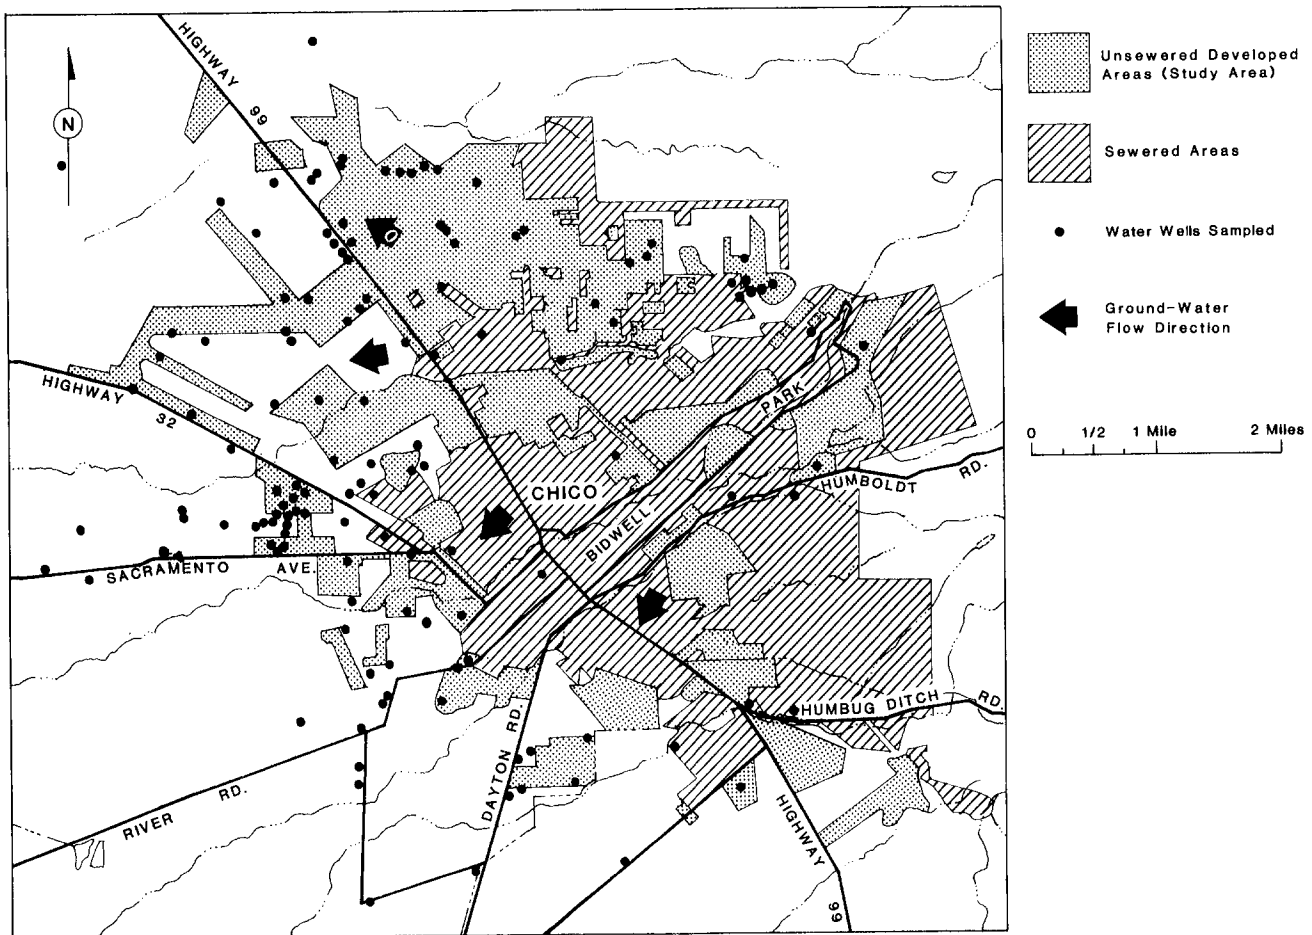 HIGHWAY 99
N
Unsewered Developed
Areas (Study Area)
Sewered Areas
Water Wells Sampled
Ground-Water
Flow Direction
0 1/2 1 Mile 2 Miles
HIGHWAY 32
PARK
BIDWELL
CHICO
HUMBOLDT RD.
SACRAMENTO AVE.
HUMBUG DITCH RD.
DAYTON RD.
RIVER RD.
HIGHWAY 99